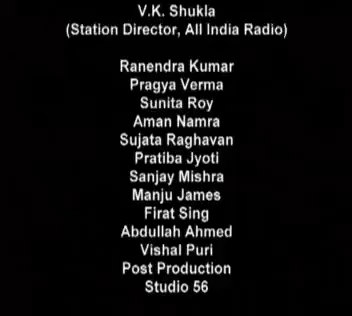 V.K. Shukla
(Station Director, All India Radio)
Ranendra Kumar
Pragya Verma
Sunita Roy
Aman Namra
Sujata Raghavan
Pratiba Jyoti
Sanjay Mishra
Manju James
Firat Sing
Abdullah Ahmed
Vishal Puri
Post Production
Studio 56